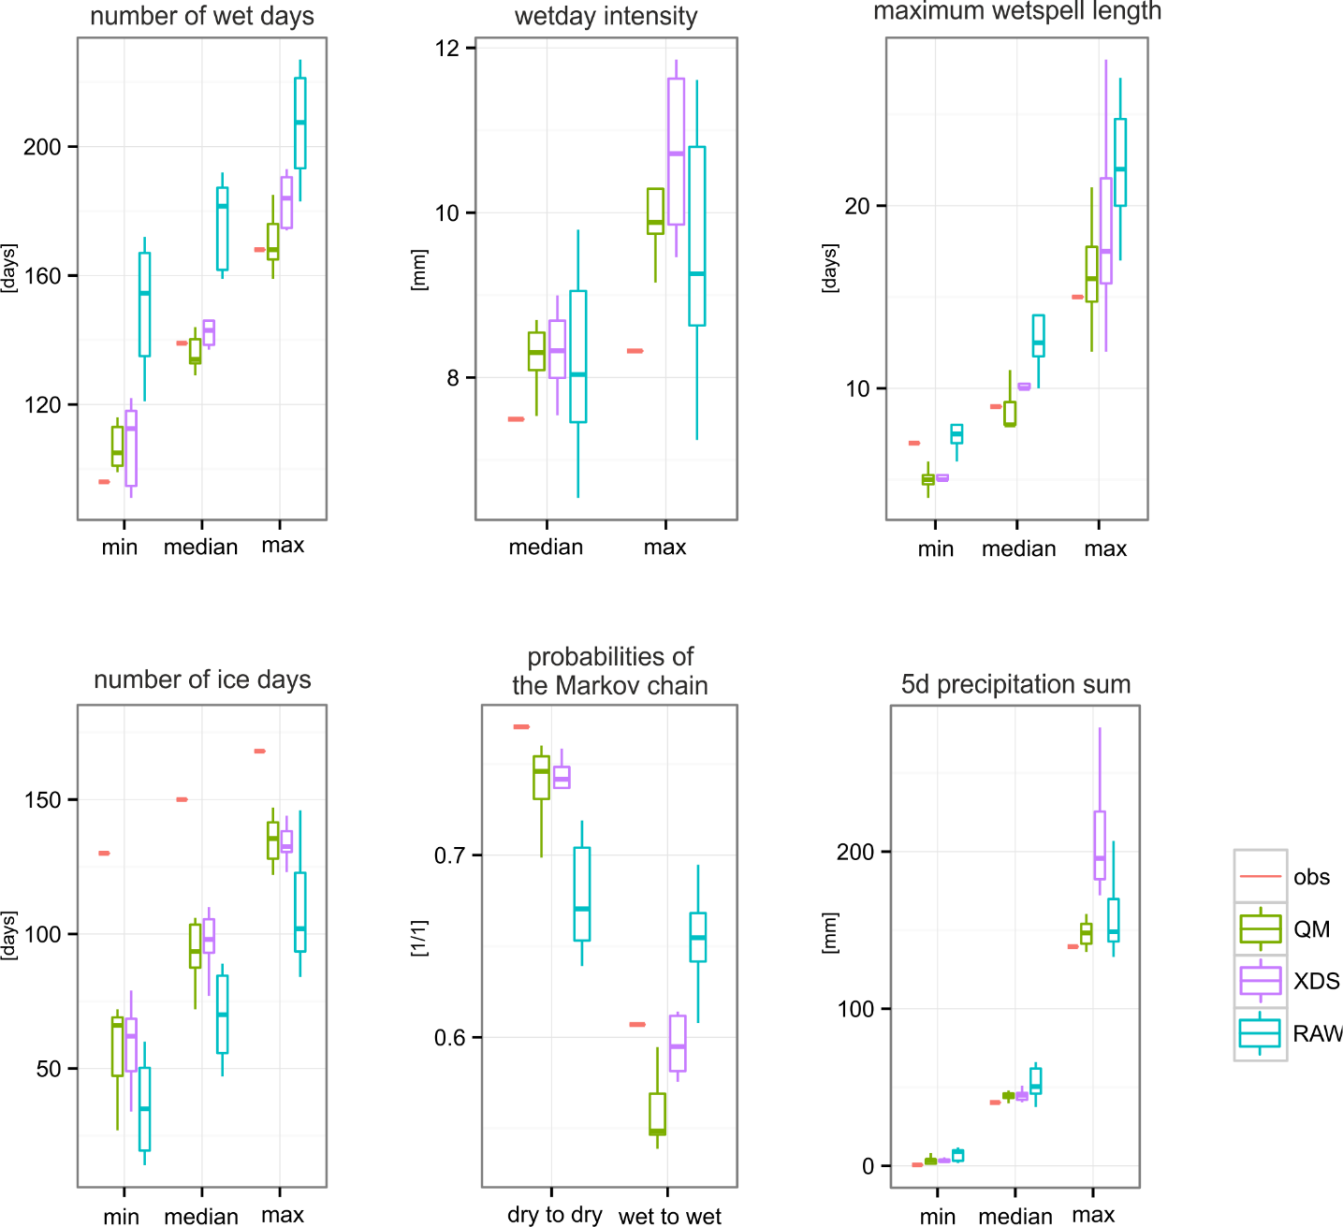 number of wet days
[days]
200
160
120
min median max
wetday intensity
[mm]
12
10
8
median max
maximum wetspell length
[days]
20
10
min median max
number of ice days
[days]
150
100
50
min median max
probabilities of
the Markov chain
[1/1]
0.7
0.6
dry to dry wet to wet
5d precipitation sum
[mm]
200
100
0
min median max
obs
QM
XDS
RAW